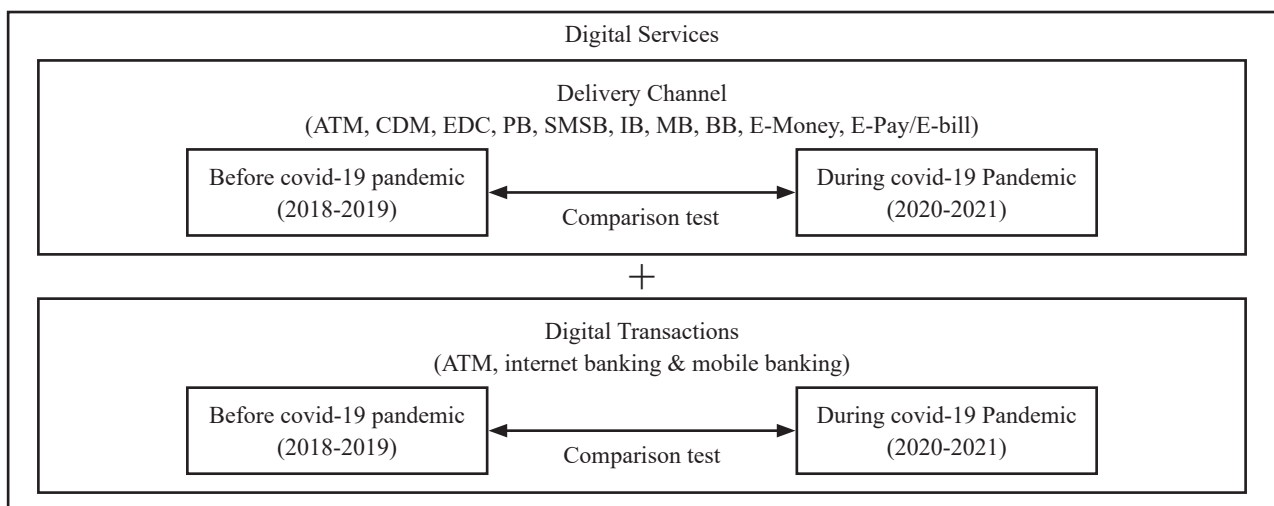 Digital Services
Delivery Channel
(ATM, CDM, EDC, PB, SMSB, IB, MB, BB, E-Money, E-Pay/E-bill)
Before covid-19 pandemic
(2018-2019)
Comparison test
During covid-19 Pandemic
(2020-2021)
+
Digital Transactions
(ATM, internet banking & mobile banking)
Before covid-19 pandemic
(2018-2019)
Comparison test
During covid-19 Pandemic
(2020-2021)